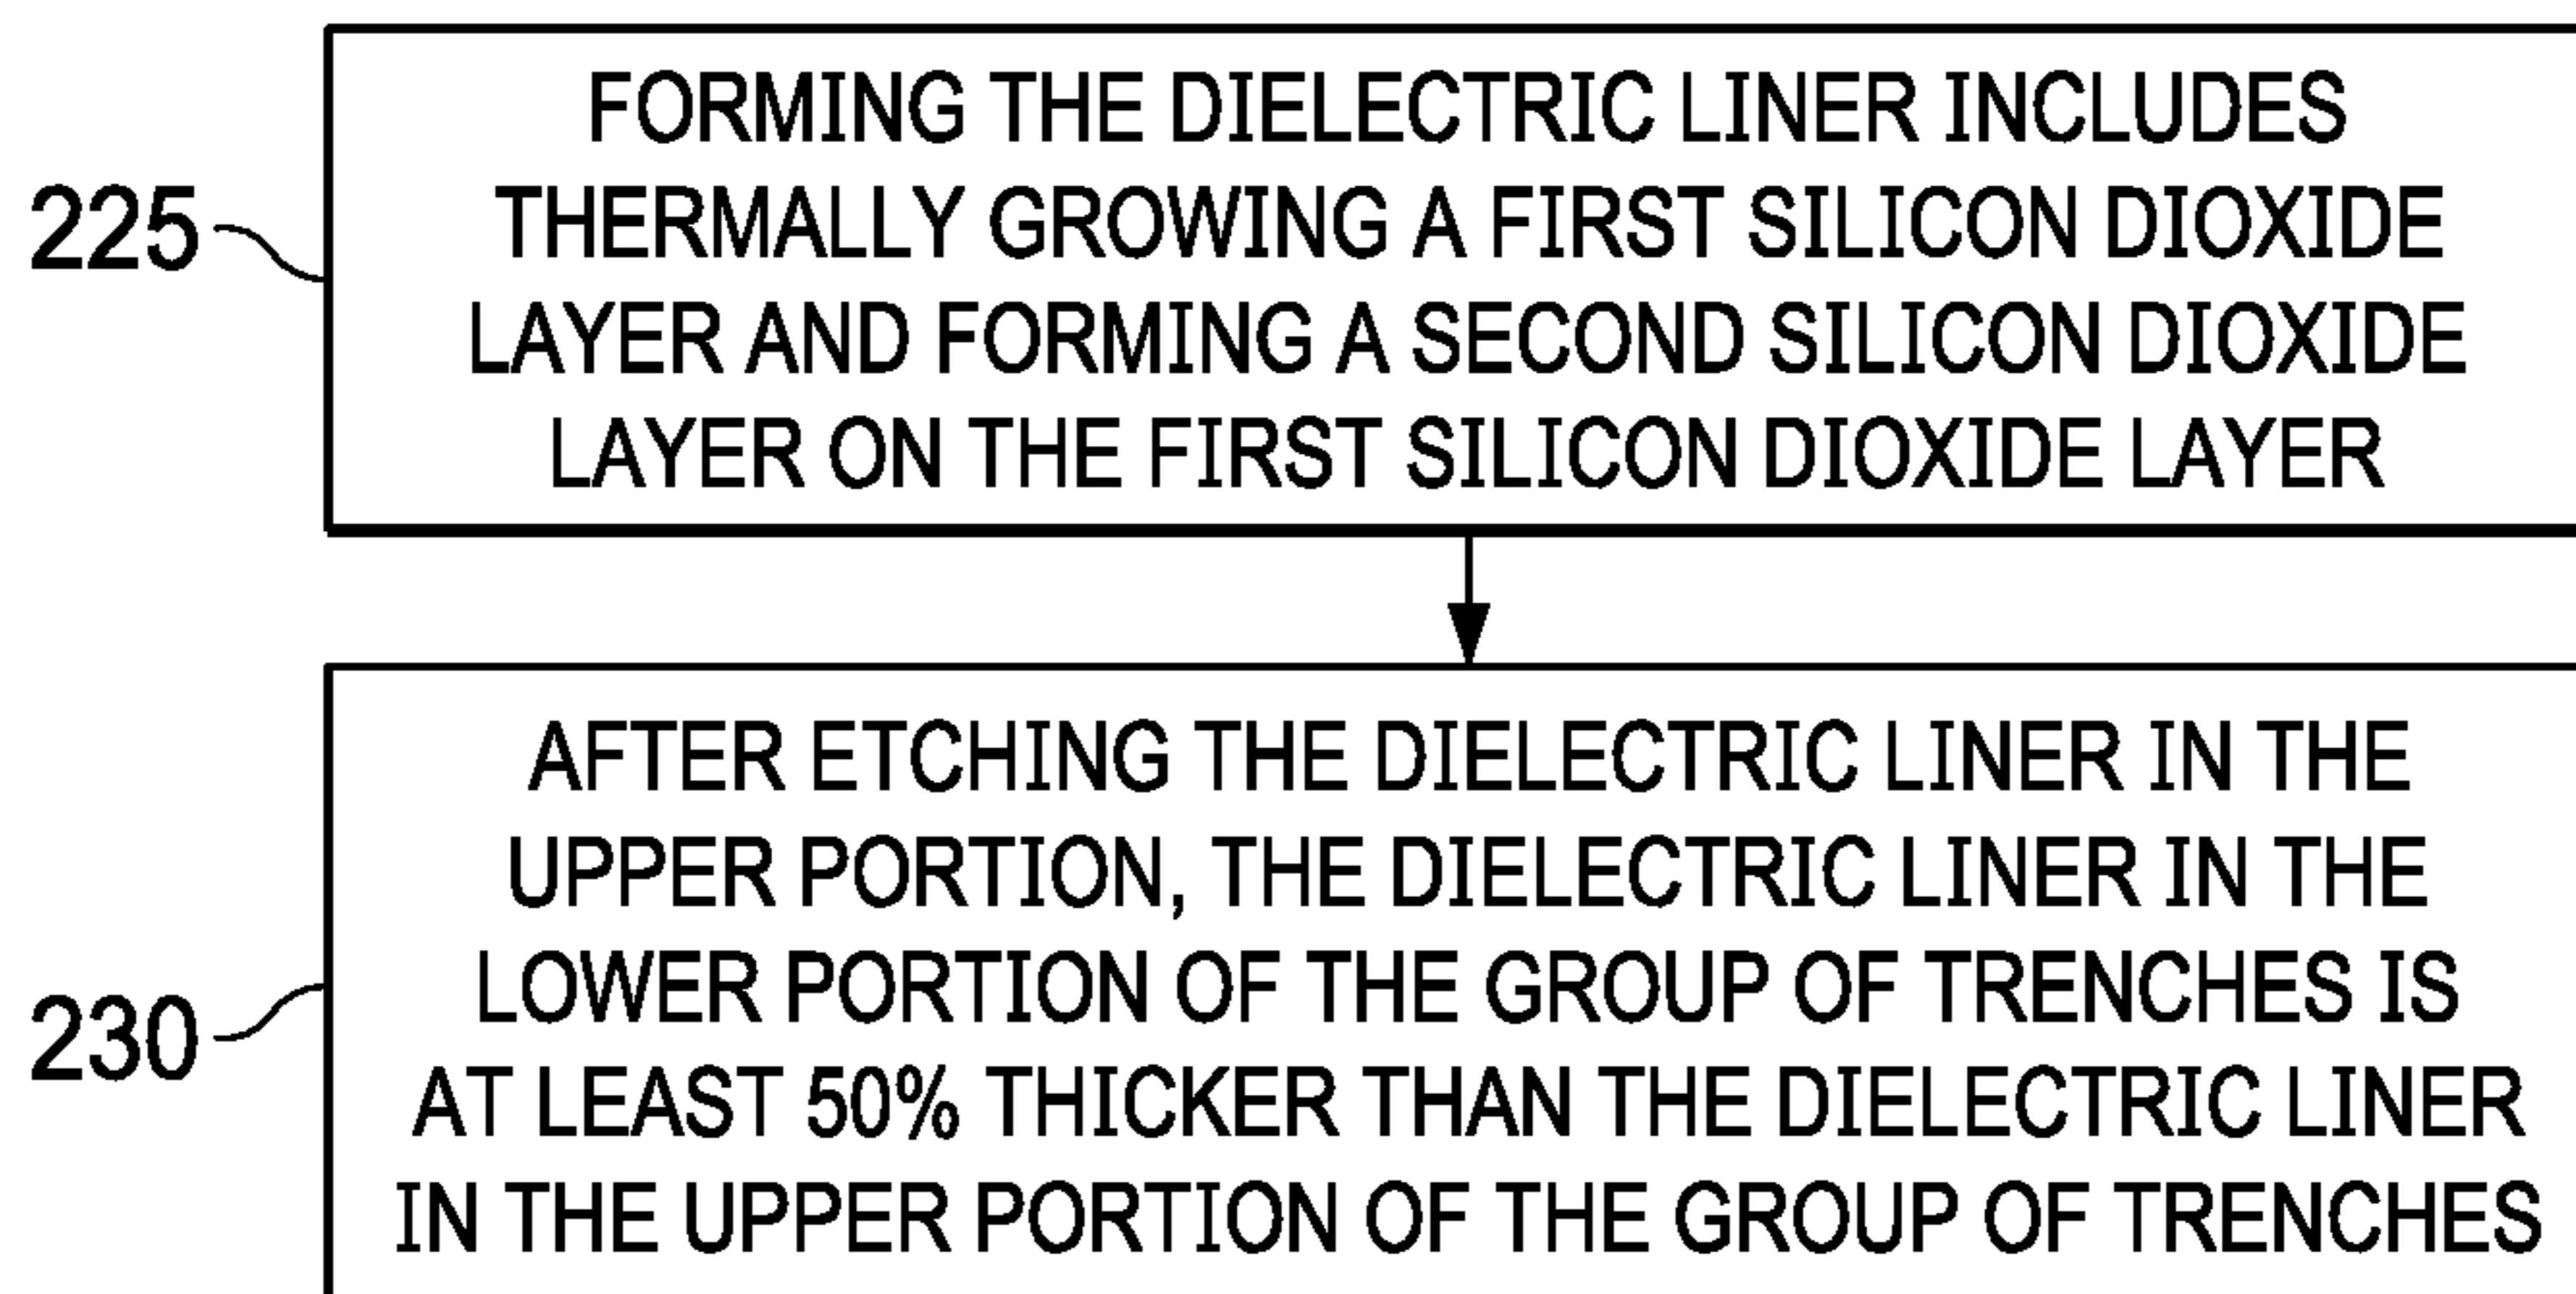 225
FORMING THE DIELECTRIC LINER INCLUDES
THERMALLY GROWING A FIRST SILICON DIOXIDE
LAYER AND FORMING A SECOND SILICON DIOXIDE
LAYER ON THE FIRST SILICON DIOXIDE LAYER
230
AFTER ETCHING THE DIELECTRIC LINER IN THE
UPPER PORTION, THE DIELECTRIC LINER IN THE
LOWER PORTION OF THE GROUP OF TRENCHES IS
AT LEAST 50% THICKER THAN THE DIELECTRIC LINER
IN THE UPPER PORTION OF THE GROUP OF TRENCHES